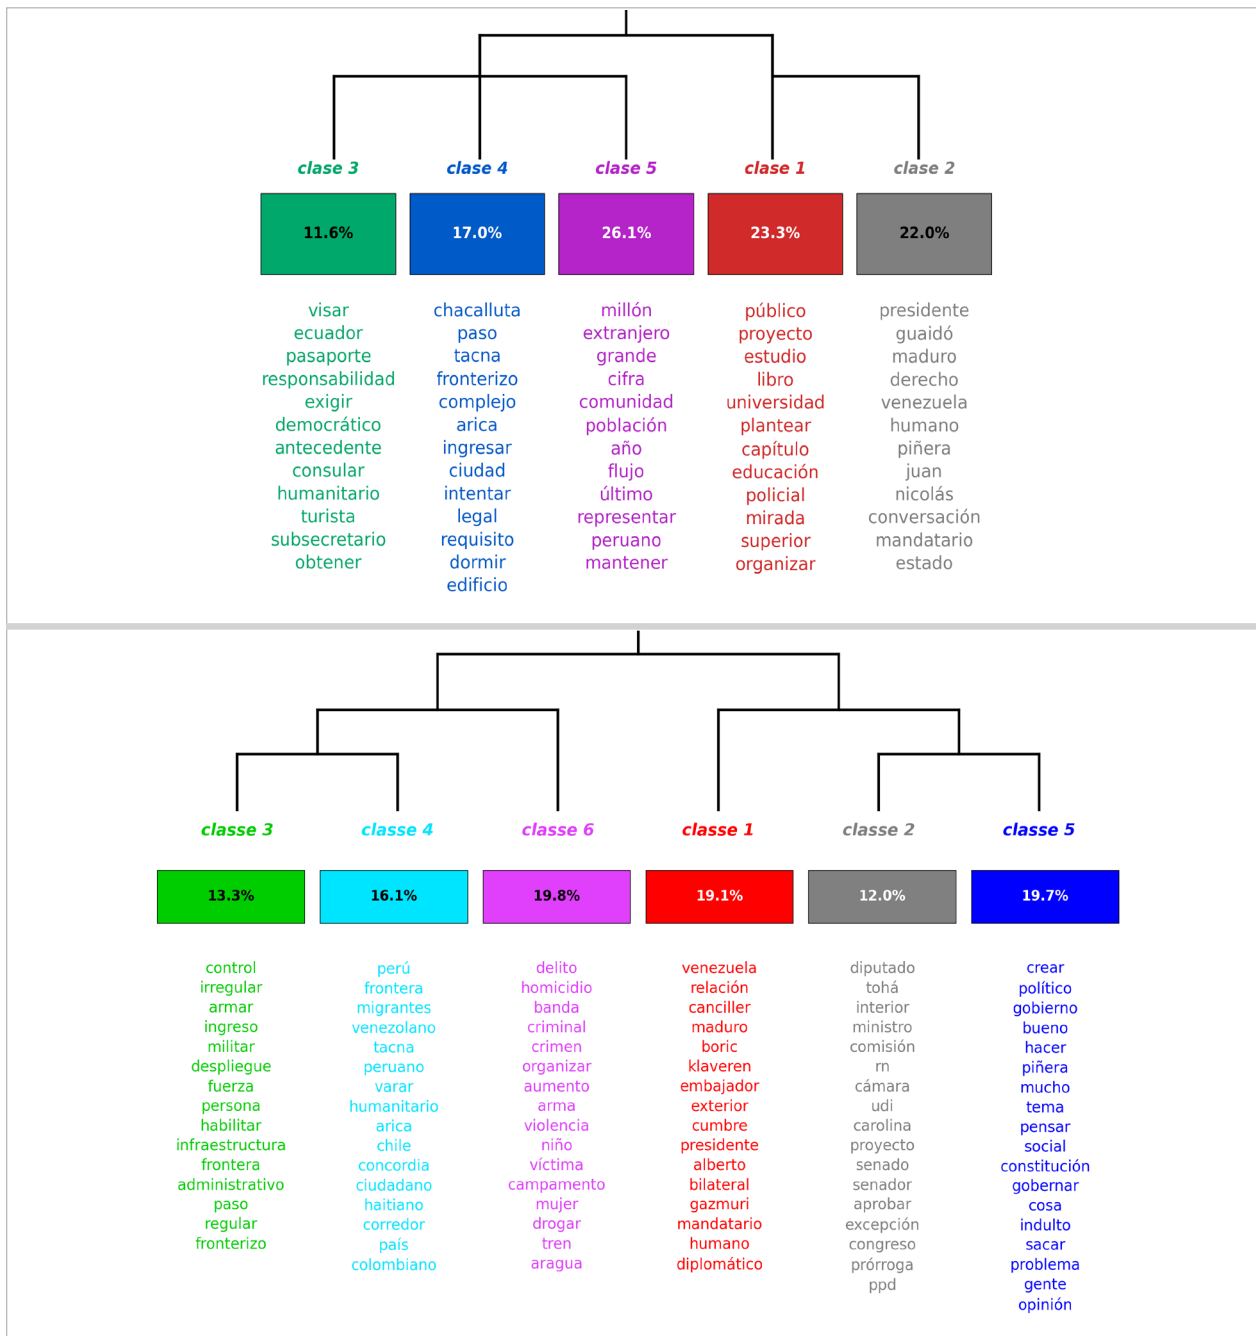 clase 3
clase 4
clase 5
clase 1
clase 2
11.6%
17.0%
26.1%
23.3%
22.0%
visar
ecuador
pasaporte
responsabilidad
exigir
democrático
antecedente
consular
humanitario
turista
subsecretario
obtener
chacalluta
paso
tacna
fronterizo
complejo
arica
ingresar
ciudad
intentar
legal
requisito
dormir
edificio
millón
extranjero
grande
cifra
comunidad
población
año
flujo
último
representar
peruano
mantener
público
proyecto
estudio
libro
universidad
plantear
capítulo
educación
policial
mirada
superior
organizar
presidente
guaidó
maduro
derecho
venezuela
humano
piñera
juan
nicolás
conversación
mandatario
estado
classe 3
classe 4
classe 6
classe 1
classe 2
classe 5
13.3%
16.1%
19.8%
19.1%
12.0%
19.7%
control
irregular
armar
ingreso
militar
despliegue
fuerza
persona
habilitar
infraestructura
frontera
administrativo
paso
regular
fronterizo
perú
frontera
migrantes
venezolano
tacna
peruano
varar
humanitario
arica
chile
concordia
ciudadano
haitiano
corredor
país
colombiano
delito
homicidio
banda
criminal
crimen
organizar
aumento
arma
violencia
niño
víctima
campamento
mujer
drogar
tren
aragua
venezuela
relación
canciller
maduro
boric
klaveren
embajador
exterior
cumbre
presidente
alberto
bilateral
gazmuri
mandatario
humano
diplomático
diputado
tohá
interior
ministro
comisión
rn
cámara
udi
carolina
proyecto
senado
senador
aprobar
excepción
congreso
prórroga
ppd
crear
político
gobierno
bueno
hacer
piñera
mucho
tema
pensar
social
constitución
gobernar
cosa
indulto
sacar
problema
gente
opinión